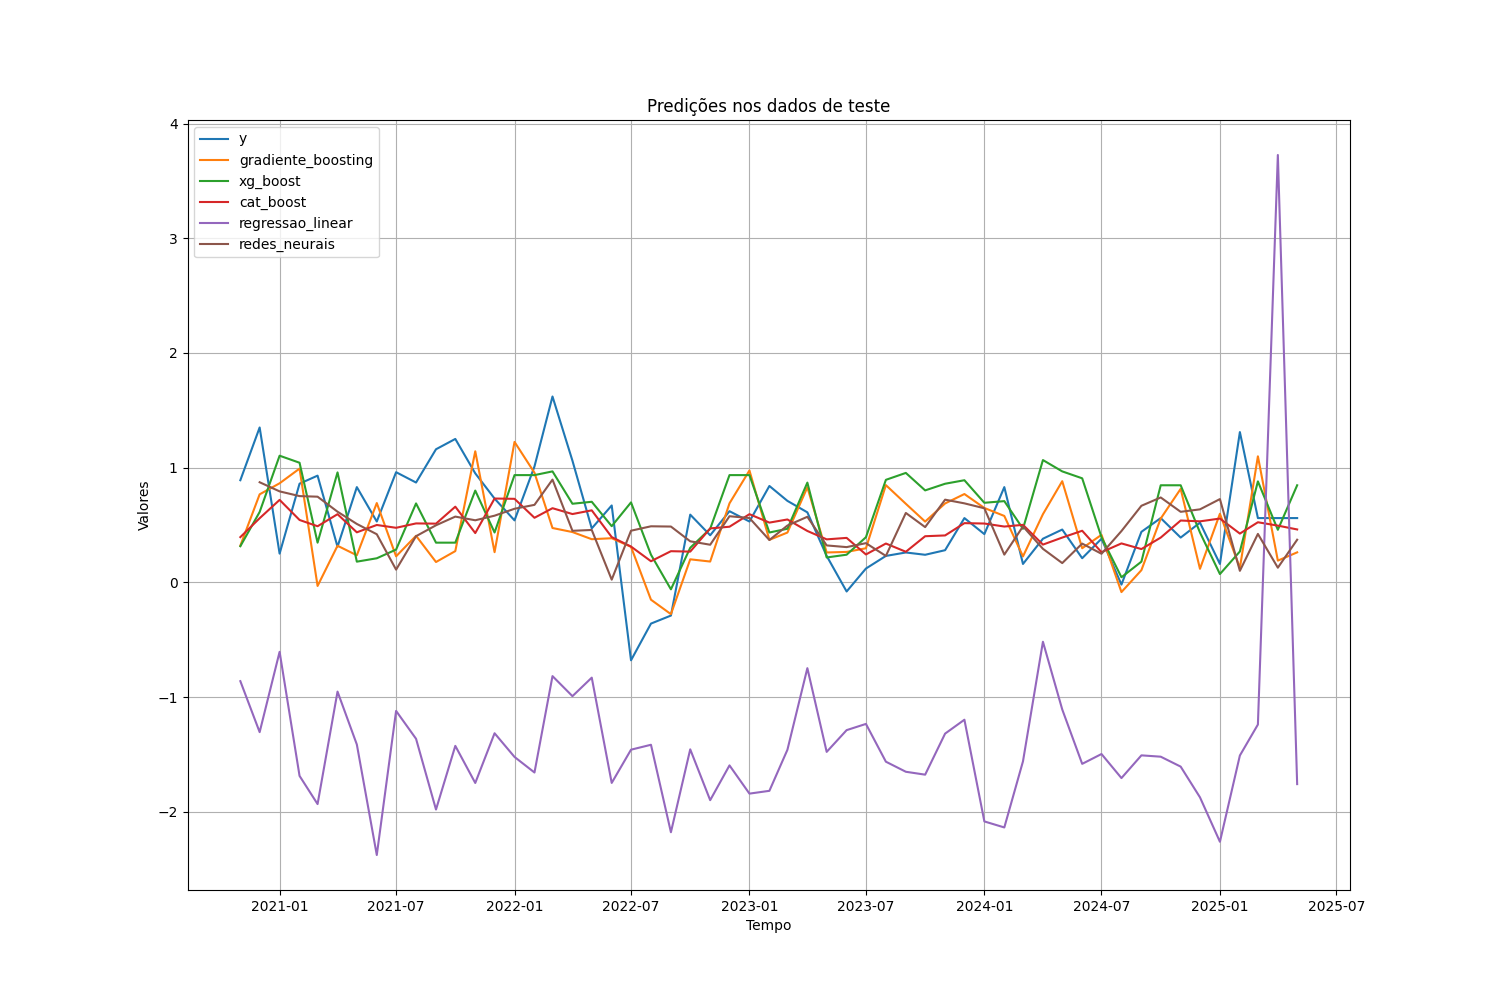 Predições nos dados de teste
4
3
2
1
0
−1
−2
Valores
y
gradiente_boosting
xg_boost
cat_boost
regressao_linear
redes_neurais
2021-01 2021-07 2022-01 2022-07 2023-01 2023-07 2024-01 2024-07 2025-01 2025-07
Tempo